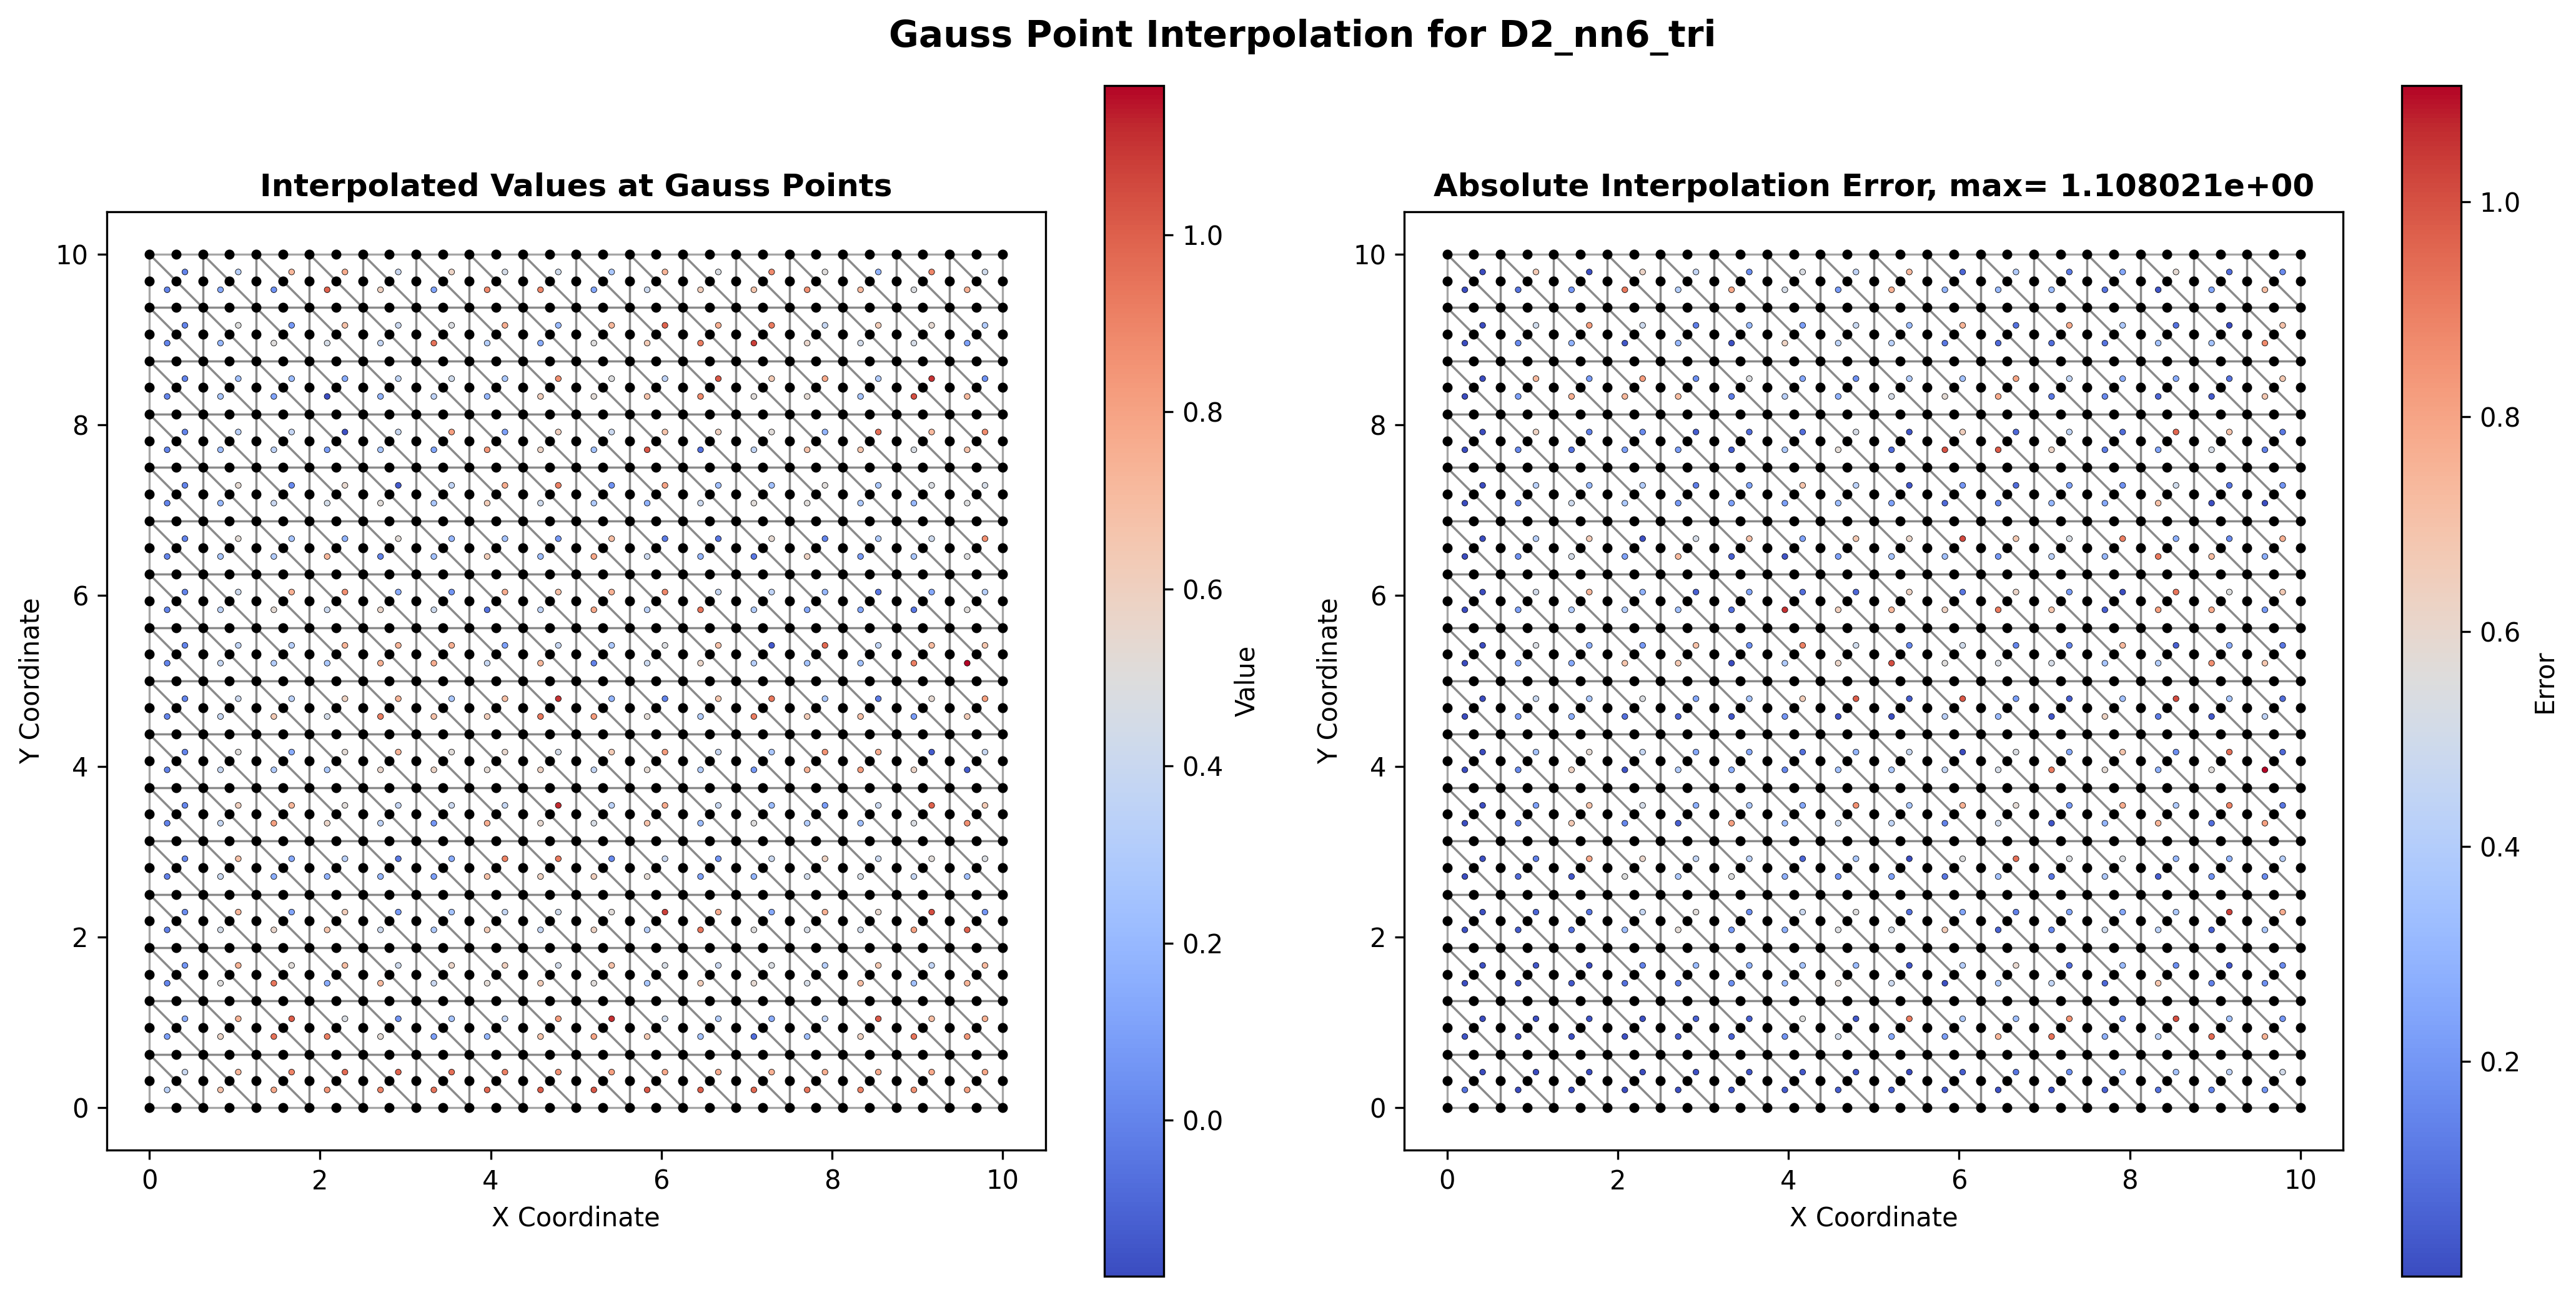 Gauss Point Interpolation for D2_nn6_tri
Interpolated Values at Gauss Points
Y Coordinate
10
8
6
4
2
0
0 2 4 6 8 10
X Coordinate
1.0
0.8
0.6
0.4
0.2
0.0
Value
Absolute Interpolation Error, max= 1.108021e+00
Y Coordinate
10
8
6
4
2
0
0 2 4 6 8 10
X Coordinate
1.0
0.8
0.6
0.4
0.2
Error